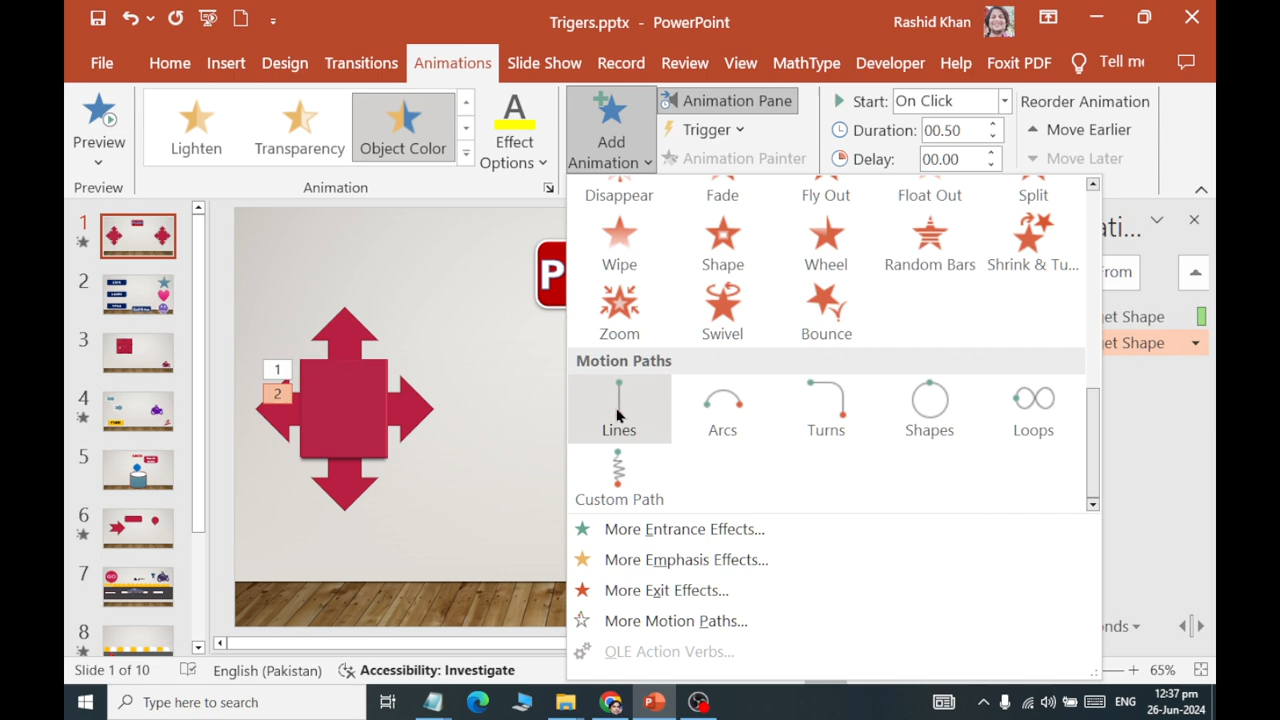 Trigers.pptx - PowerPoint
Rashid Khan
File Home Insert Design Transitions Animations Slide Show Record Review View MathType Developer Help Foxit PDF Tell me
Preview
Lighten Transparency Object Color
Effect Options
Add Animation
Animation Pane
Trigger
Animation Painter
Start: On Click
Duration: 00.50
Delay: 00.00
Reorder Animation
Move Earlier
Move Later
Preview Animation
Disappear Fade Fly Out Float Out Split
Wipe Shape Wheel Random Bars Shrink & Tu...
Zoom Swivel Bounce
Motion Paths
Lines Arcs Turns Shapes Loops
Custom Path
More Entrance Effects...
More Emphasis Effects...
More Exit Effects...
More Motion Paths...
OLE Action Verbs...
ati...
From
get Shape
get Shape
onds
1
2
3
4
5
6
7
8
P
1
2
Slide 1 of 10 English (Pakistan) Accessibility: Investigate 65%
Type here to search
ENG
12:37 pm
26-Jun-2024